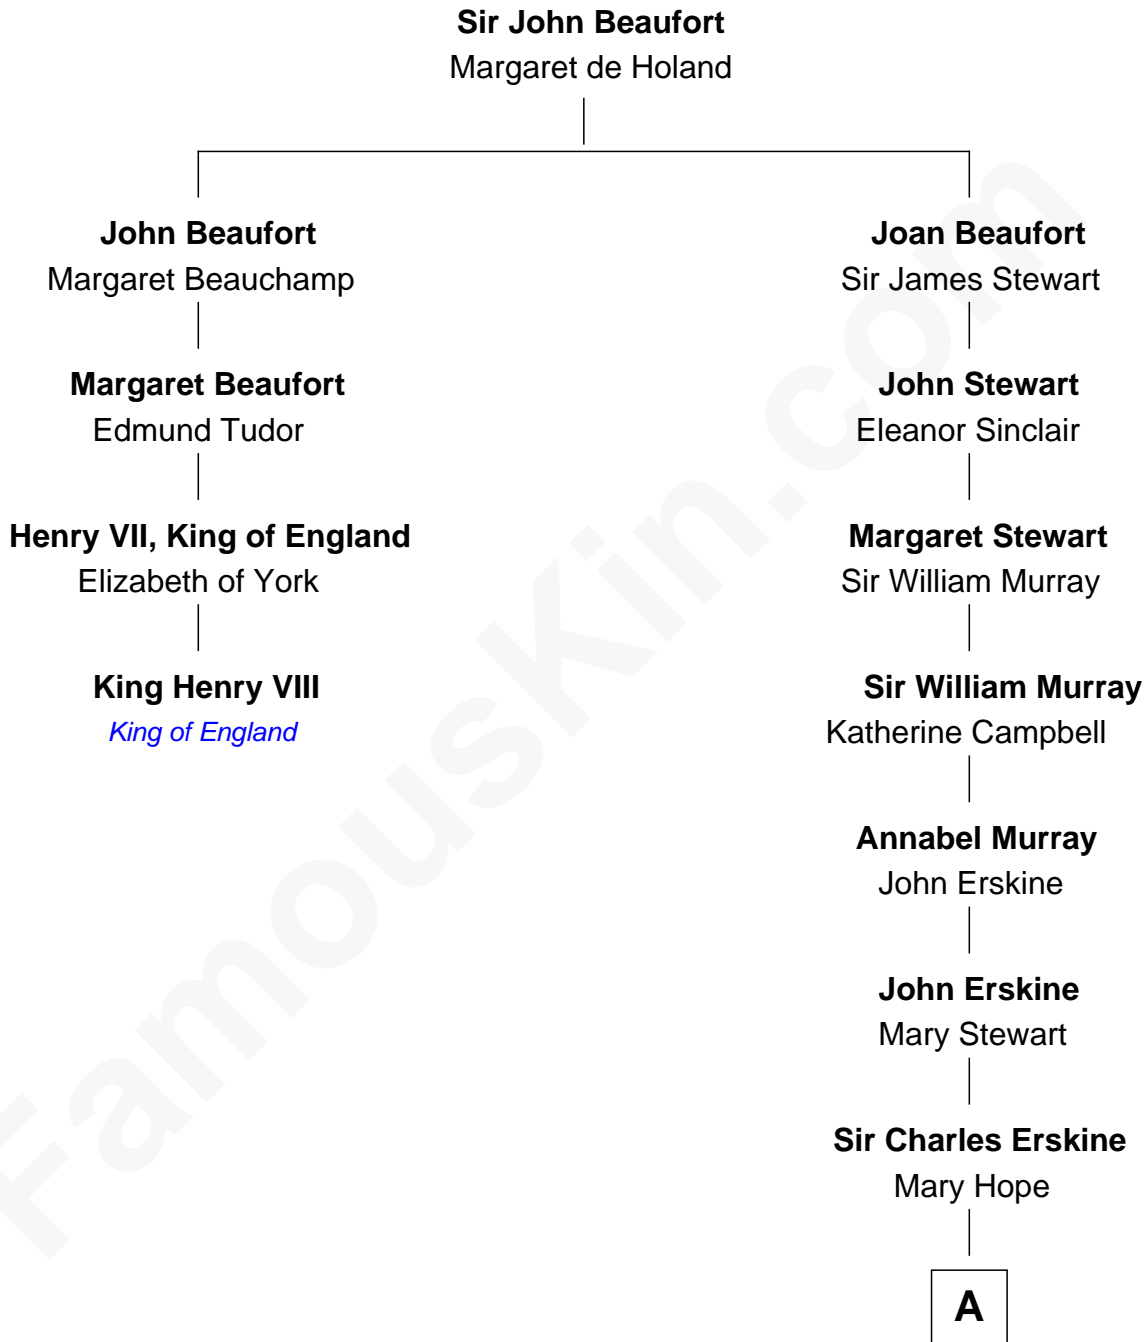 Sir John Beaufort
Margaret de Holand
John Beaufort
Margaret Beauchamp
Margaret Beaufort
Edmund Tudor
Henry VII, King of England
Elizabeth of York
King Henry VIII
King of England
Joan Beaufort
Sir James Stewart
John Stewart
Eleanor Sinclair
Margaret Stewart
Sir William Murray
Sir William Murray
Katherine Campbell
Annabel Murray
John Erskine
John Erskine
Mary Stewart
Sir Charles Erskine
Mary Hope
A
FamousKin.com